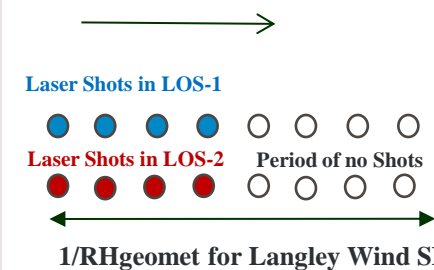 Laser Shots in LOS-1
Laser Shots in LOS-2
Period of no Shots
1/RHgeomet for Langley Wind